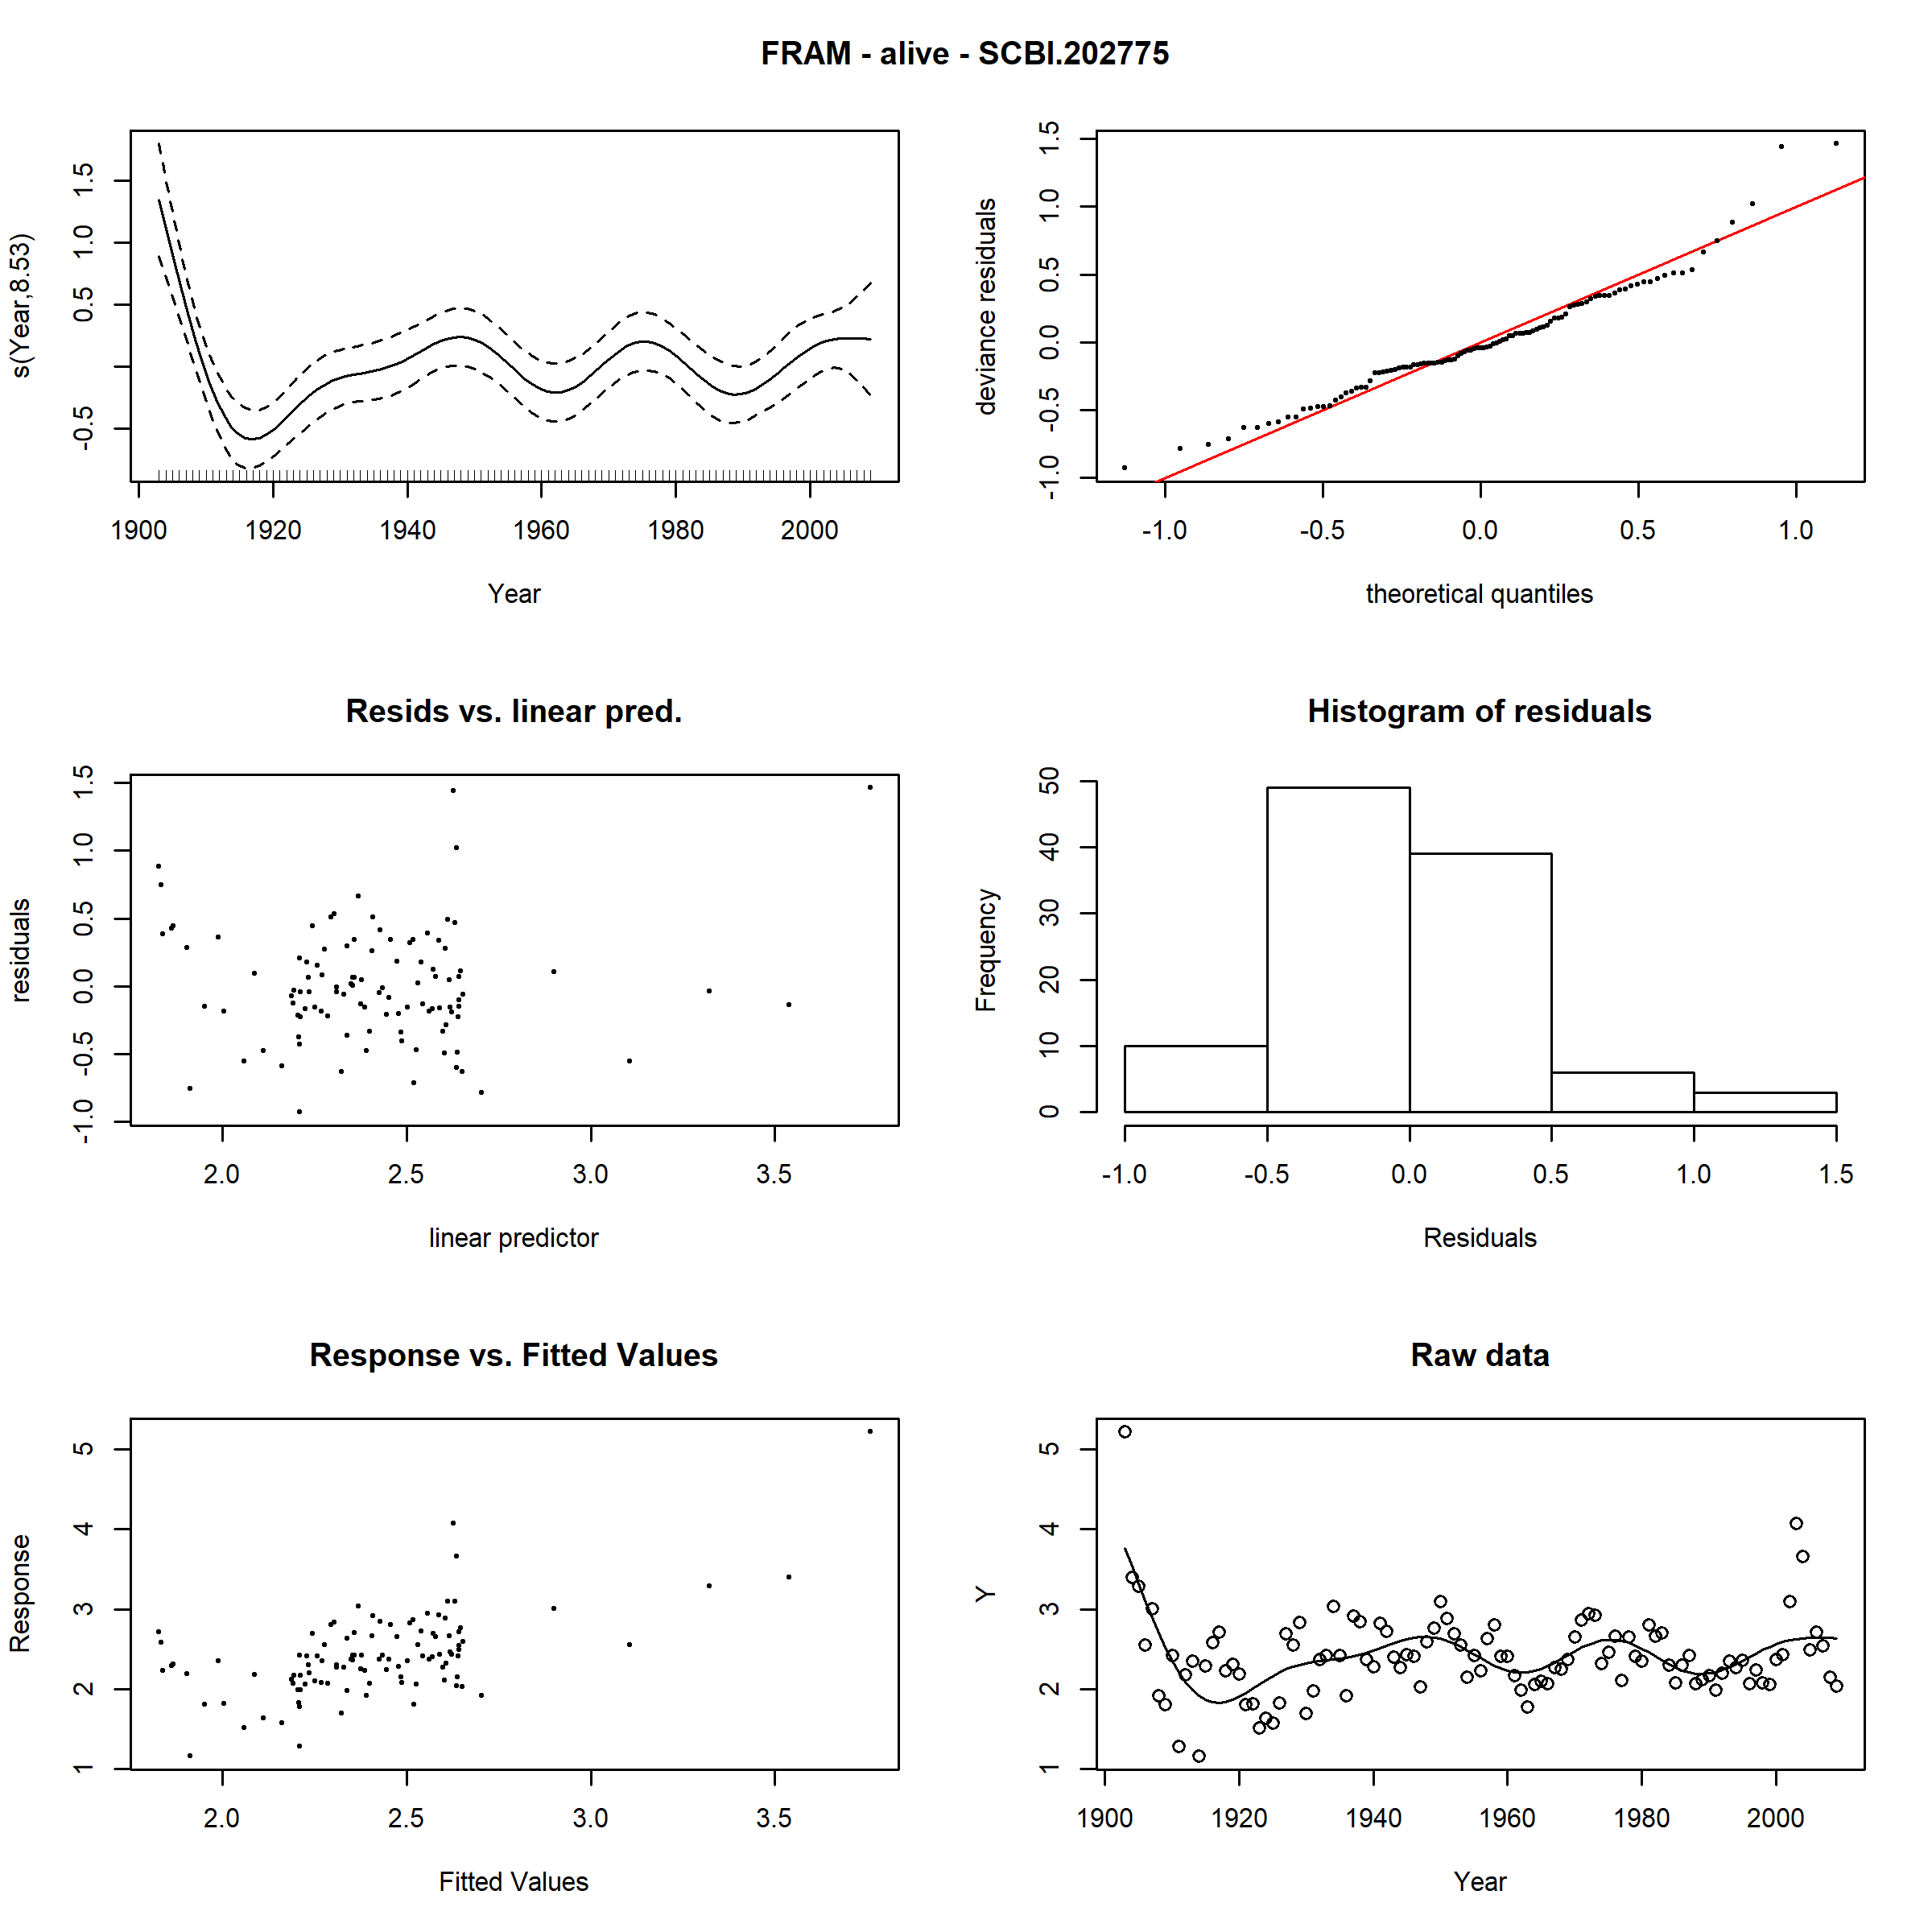 FRAM - alive - SCBI.202775
s(Year,8.53)
-0.5 0.5 1.0 1.5
1900 1920 1940 1960 1980 2000
Year
deviance residuals
-1.0 -0.5 0.0 0.5 1.0 1.5
-1.0 -0.5 0.0 0.5 1.0
theoretical quantiles
Resids vs. linear pred.
residuals
-1.0 -0.5 0.0 0.5 1.0 1.5
2.0 2.5 3.0 3.5
linear predictor
Histogram of residuals
Frequency
0 10 20 30 40 50
-1.0 -0.5 0.0 0.5 1.0 1.5
Residuals
Response vs. Fitted Values
Response
1 2 3 4 5
2.0 2.5 3.0 3.5
Fitted Values
Raw data
Y
1 2 3 4 5
1900 1920 1940 1960 1980 2000
Year